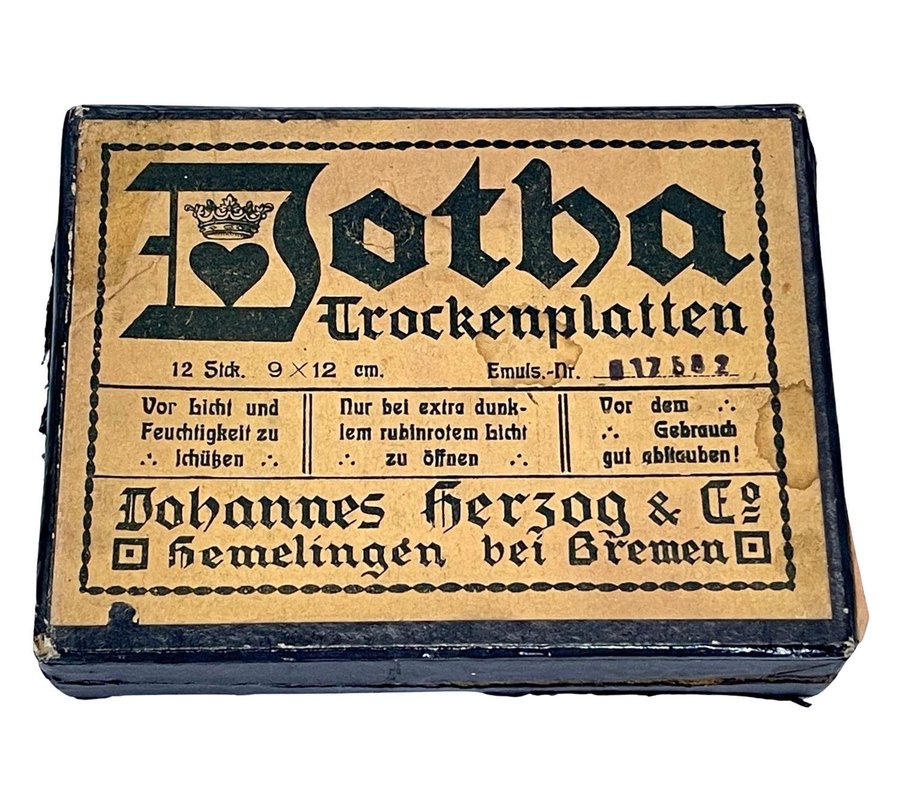 Jotha
Trockenplatten
12 Stck. 9×12 cm.
Emuls.-Nr.
Vor Licht und
Feuchtigkeit zu
∴ schützen ∴
Nur bei extra dunk-
lem rubinrotem Licht
∴ zu öffnen ∴
Vor dem ∴
∴ Gebrauch
gut abstauben!
Johannes Herzog & Co
Hemelingen bei Bremen